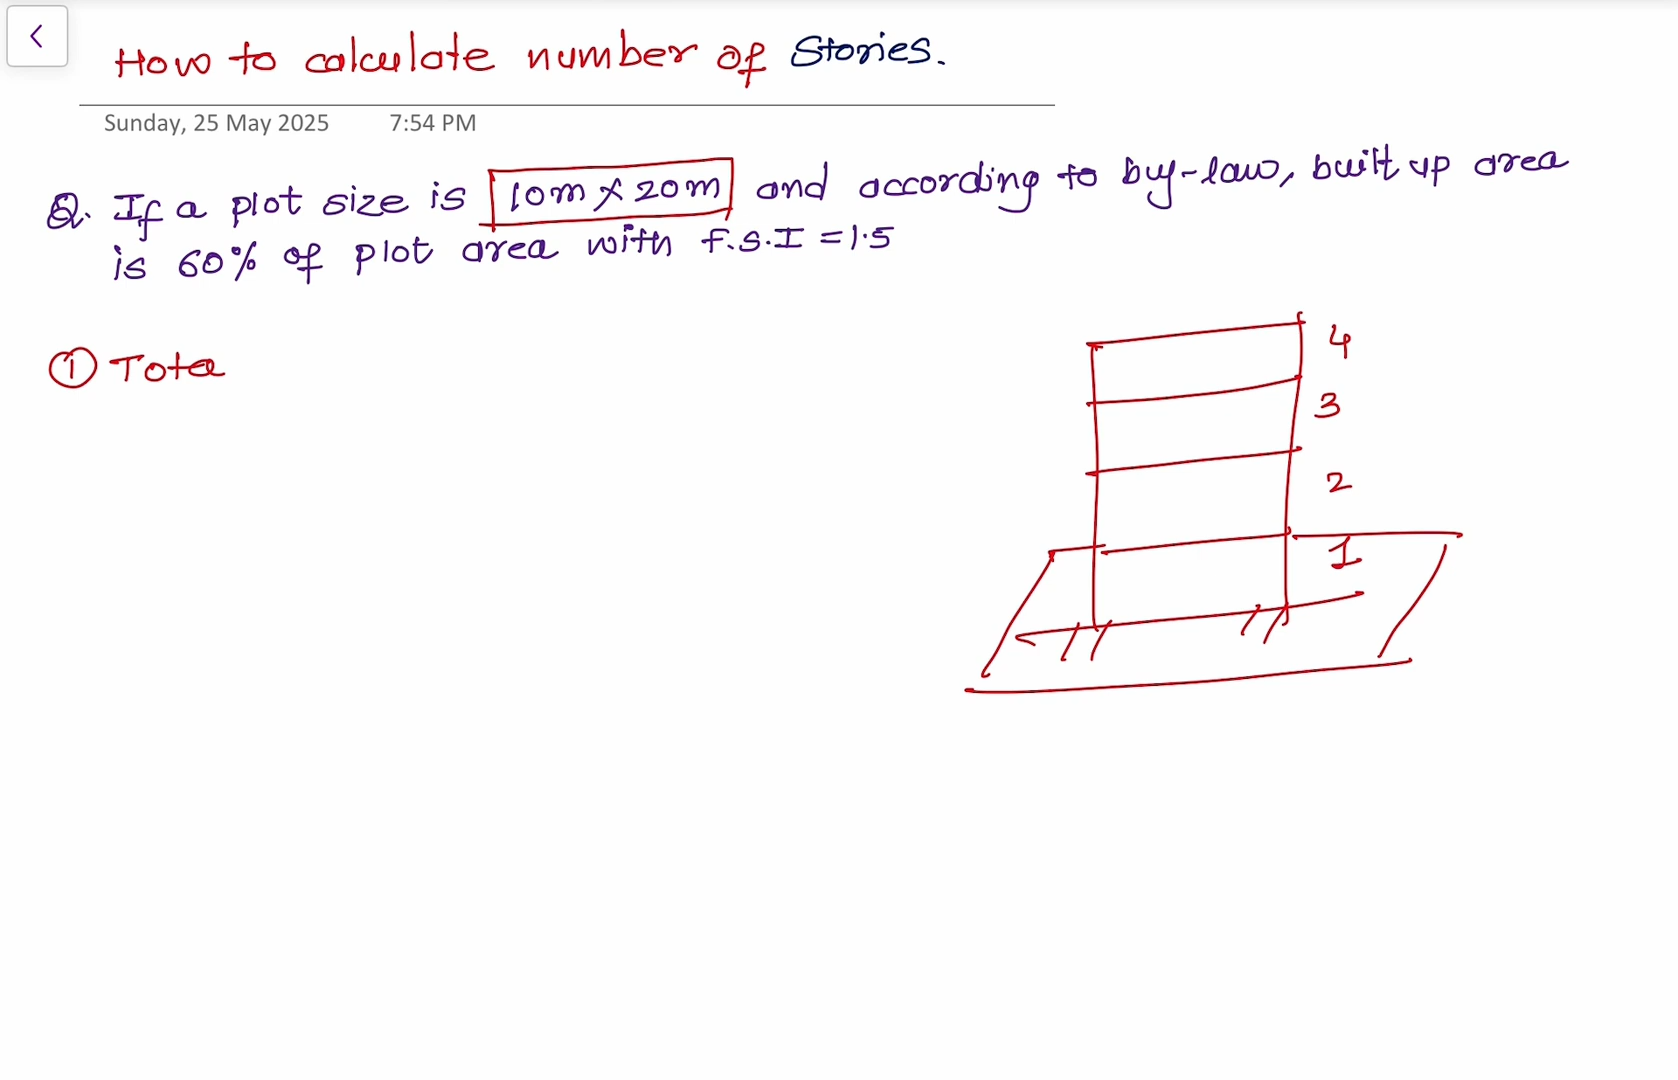 How to calculate number of Stories.
Sunday, 25 May 2025 7:54 PM
Q. If a plot size is 10m x 20m and according to by-law, built up area
is 60% of plot area with F.S.I = 1.5
① Tota
4
3
2
1